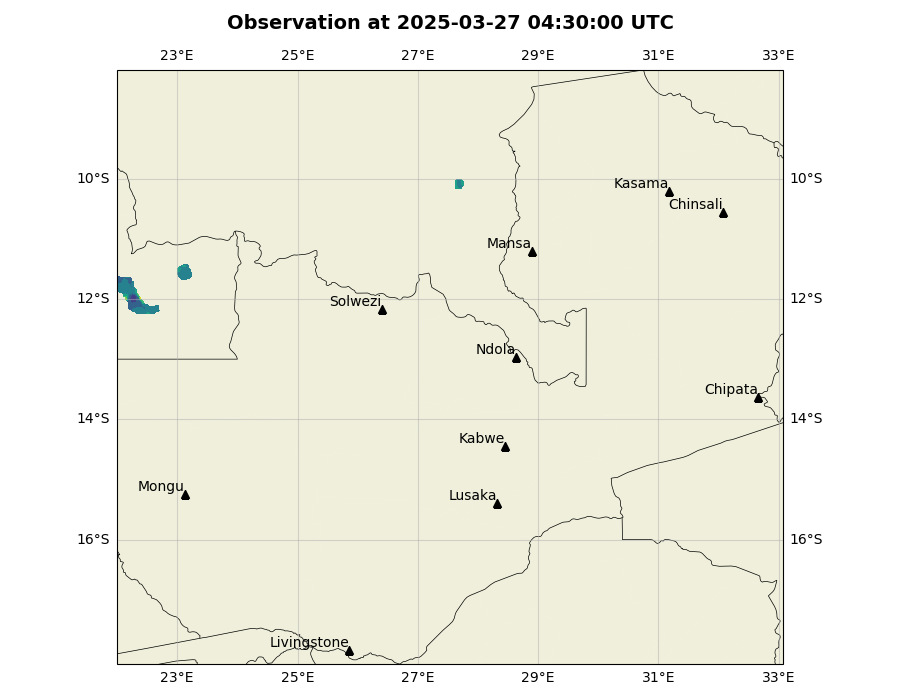 Observation at 2025-03-27 04:30:00 UTC
23°E 25°E 27°E 29°E 31°E 33°E
10°S 10°S
Kasama
Chinsali
Mansa
12°S 12°S
Solwezi
Ndola
Chipata
14°S 14°S
Kabwe
Mongu
Lusaka
16°S 16°S
Livingstone
23°E 25°E 27°E 29°E 31°E 33°E